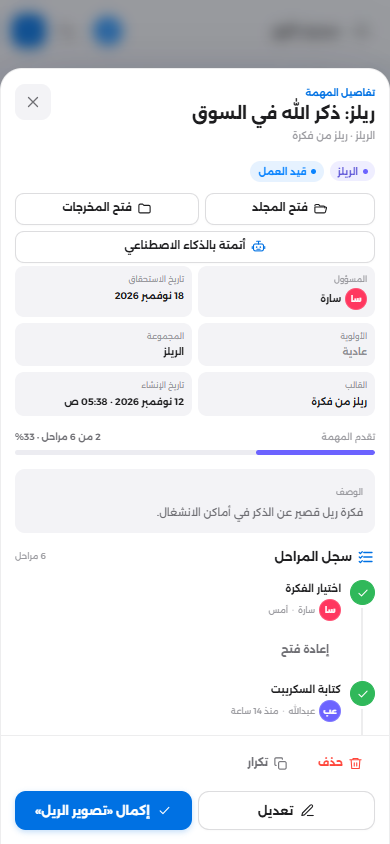 تفاصيل المهمة
ريلز: ذكر الله في السوق
الريلز · ريلز من فكرة
الريلز
قيد العمل
فتح المجلد
فتح المخرجات
أتمتة بالذكاء الاصطناعي
المسؤول
سا سارة
تاريخ الاستحقاق
18 نوفمبر 2026
الأولوية
عادية
المجموعة
الريلز
القالب
ريلز من فكرة
تاريخ الإنشاء
12 نوفمبر 2026 - 05:38 ص
تقدم المهمة
2 من 6 مراحل · 33%
الوصف
فكرة ريل قصير عن الذكر في أماكن الانشغال.
سجل المراحل
6 مراحل
اختيار الفكرة
سا سارة · أمس
إعادة فتح
كتابة السكريبت
عب عبدالله · منذ 14 ساعة
حذف
تكرار
تعديل
إكمال «تصوير الريل»